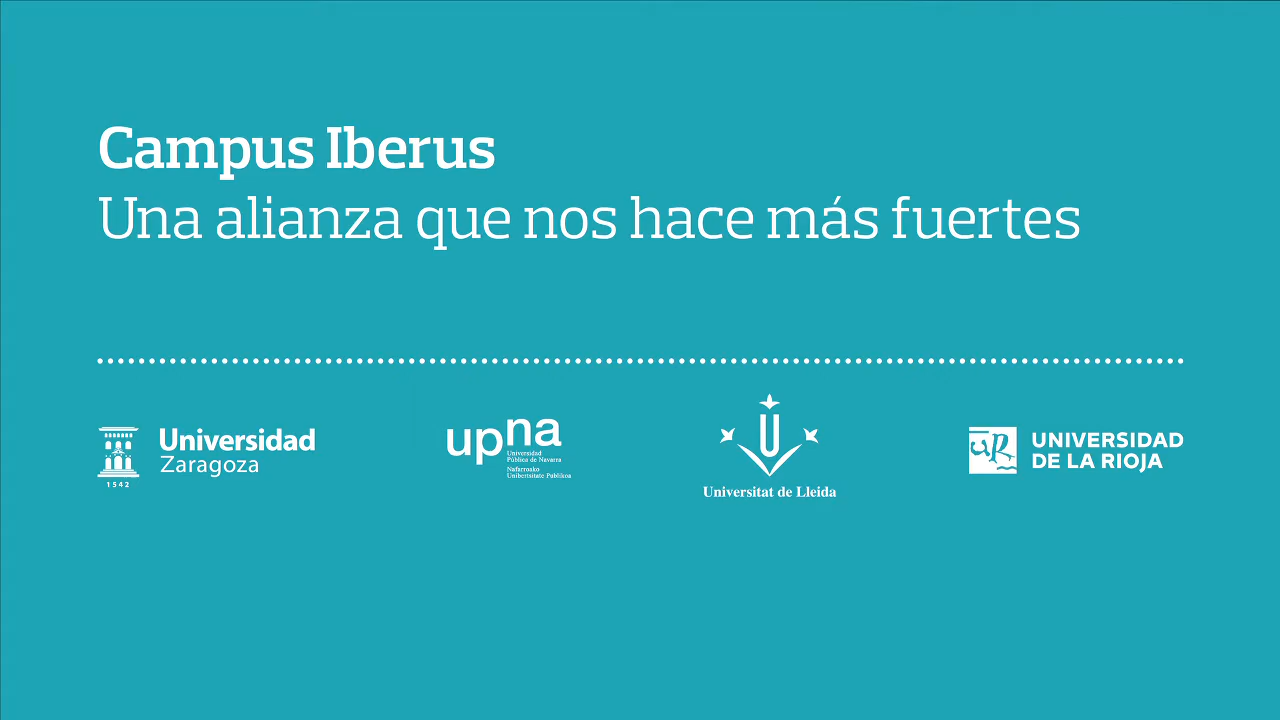 Campus Iberus
Una alianza que nos hace más fuertes
Universidad
Zaragoza
1542
upna
Universidad
Pública de Navarra
Nafarroako
Unibertsitate Publikoa
U
Universitat de Lleida
uR
UNIVERSIDAD
DE LA RIOJA